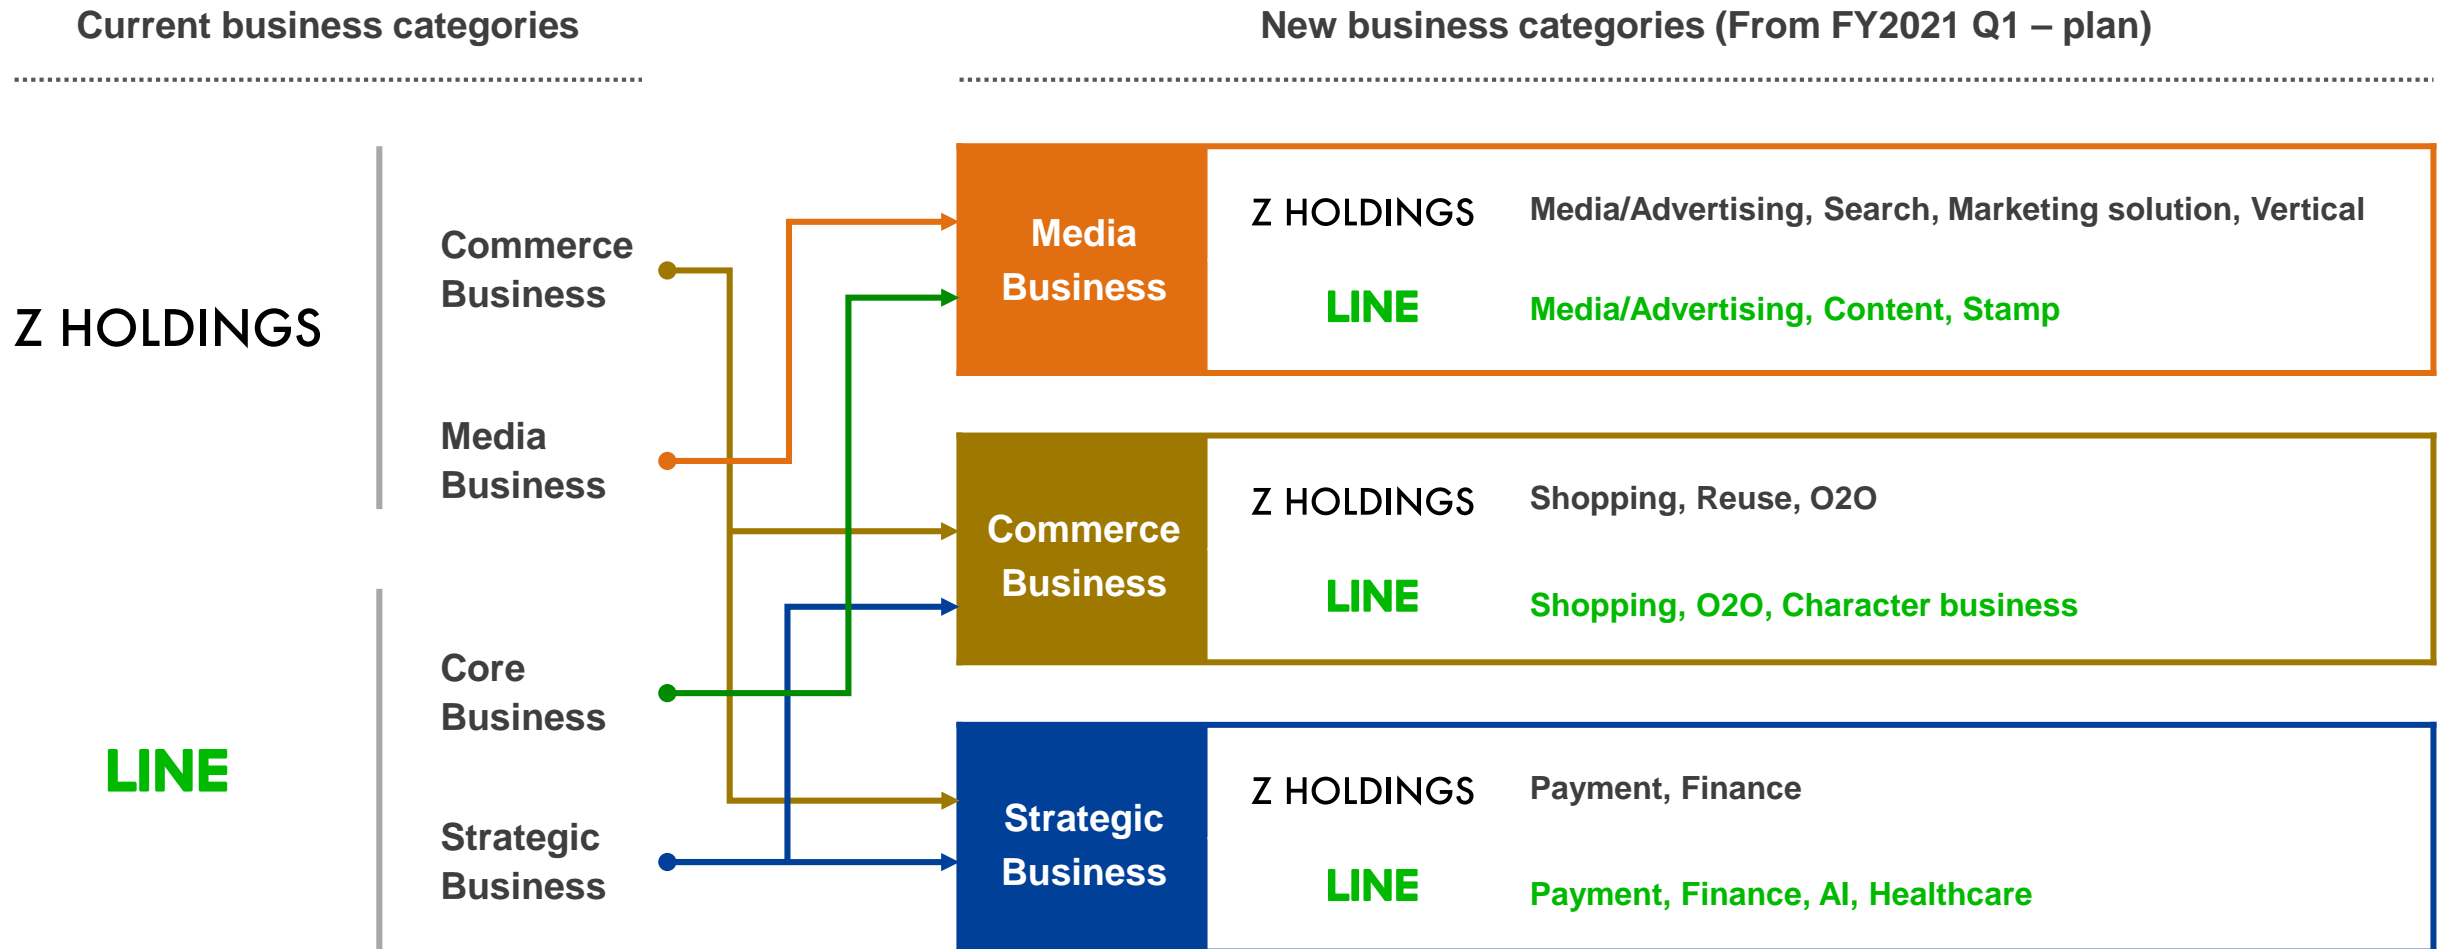 Current business categories
New business categories (From FY2021 Q1 – plan)
Z HOLDINGS
Commerce
Business
Media
Business
LINE
Core
Business
Strategic
Business
Media
Business
Z HOLDINGS
Media/Advertising, Search, Marketing solution, Vertical
LINE
Media/Advertising, Content, Stamp
Commerce
Business
Z HOLDINGS
Shopping, Reuse, O2O
LINE
Shopping, O2O, Character business
Strategic
Business
Z HOLDINGS
Payment, Finance
LINE
Payment, Finance, AI, Healthcare